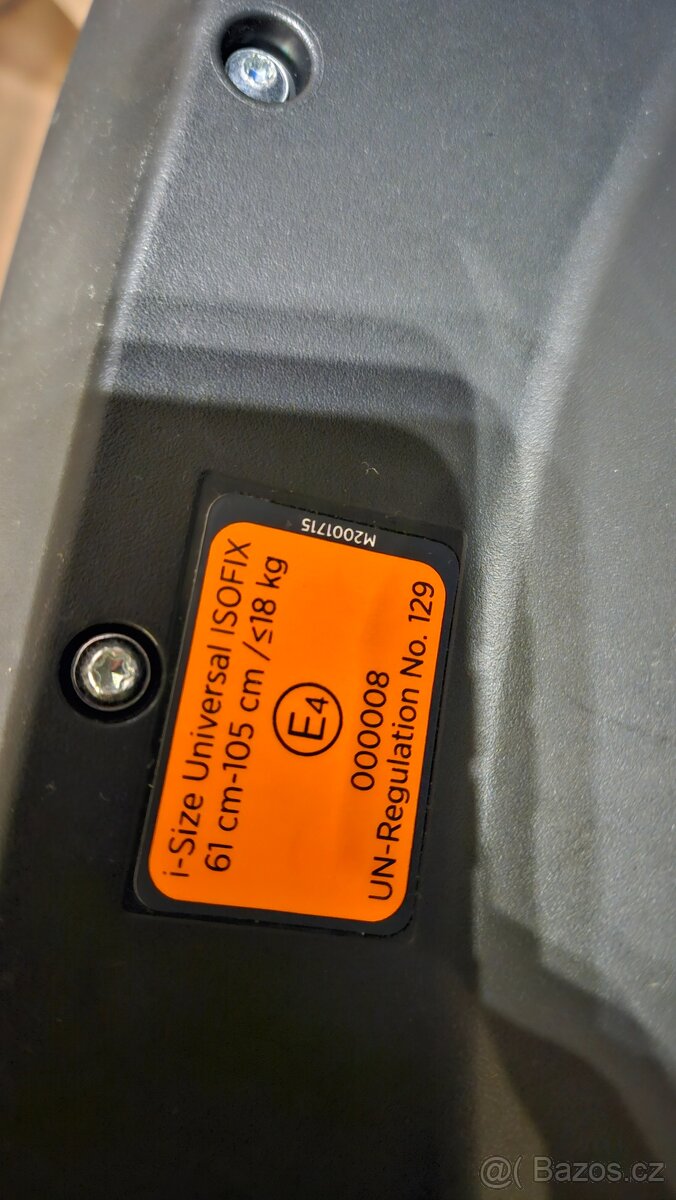 M2001715
i-Size Universal ISOFIX
61 cm-105 cm /≤18 kg
E4
000008
UN-Regulation No. 129
@( Bazos.cz